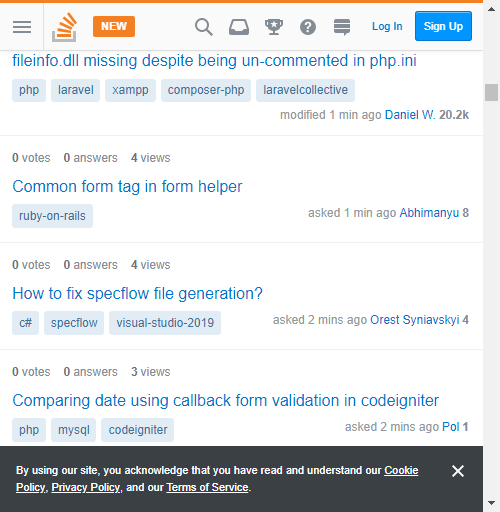 NEW
Log In
Sign Up
fileinfo.dll missing despite being un-commented in php.ini
php laravel xampp composer-php laravelcollective
modified 1 min ago Daniel W. 20.2k
0 votes 0 answers 4 views
Common form tag in form helper
ruby-on-rails
asked 1 min ago Abhimanyu 8
0 votes 0 answers 4 views
How to fix specflow file generation?
c# specflow visual-studio-2019
asked 2 mins ago Orest Syniavskyi 4
0 votes 0 answers 3 views
Comparing date using callback form validation in codeigniter
php mysql codeigniter
asked 2 mins ago Pol 1
By using our site, you acknowledge that you have read and understand our Cookie
Policy, Privacy Policy, and our Terms of Service.